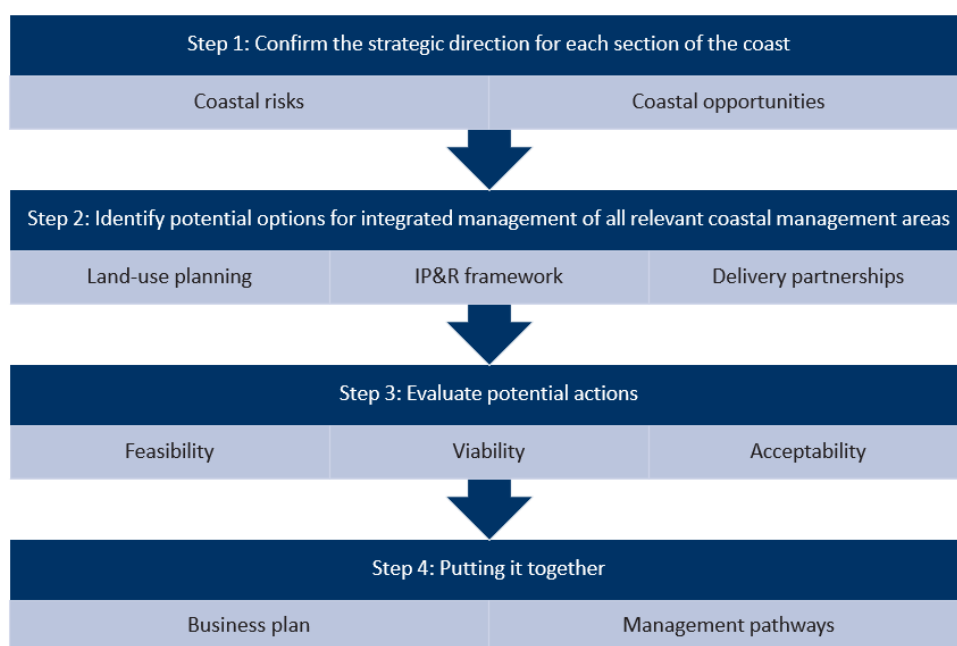 Step 1: Confirm the strategic direction for each section of the coast
Coastal risks
Coastal opportunities
Step 2: Identify potential options for integrated management of all relevant coastal management areas
Land-use planning
IP&R framework
Delivery partnerships
Step 3: Evaluate potential actions
Feasibility
Viability
Acceptability
Step 4: Putting it together
Business plan
Management pathways